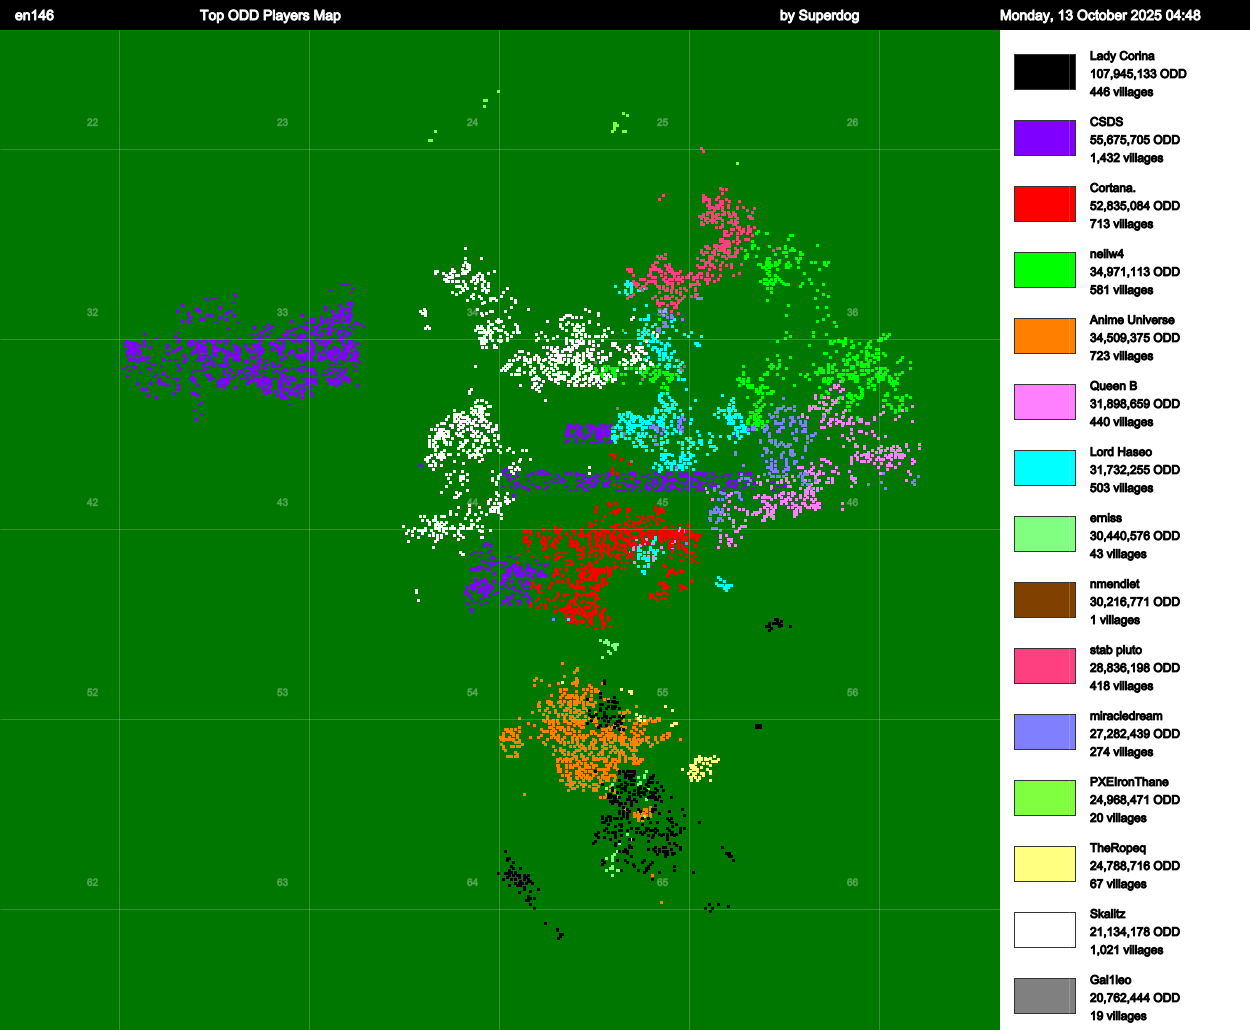 en146 Top ODD Players Map by Superdog Monday, 13 October 2025 04:48
Lady Corina
107,945,133 ODD
446 villages
CSDS
55,675,705 ODD
1,432 villages
Cortana.
52,835,084 ODD
713 villages
neilw4
34,971,113 ODD
581 villages
Anime Universe
34,509,375 ODD
723 villages
Queen B
31,898,659 ODD
440 villages
Lord Haseo
31,732,255 ODD
503 villages
erniss
30,440,576 ODD
43 villages
nmendiet
30,216,771 ODD
1 villages
stab pluto
28,836,198 ODD
418 villages
miracledream
27,282,439 ODD
274 villages
PXEIronThane
24,968,471 ODD
20 villages
TheRopeq
24,788,716 ODD
67 villages
Skalitz
21,134,178 ODD
1,021 villages
Gal1leo
20,762,444 ODD
19 villages
22 23 24 25 26
32 33 34 36
42 43 44 45 46
52 53 54 55 56
62 63 64 65 66